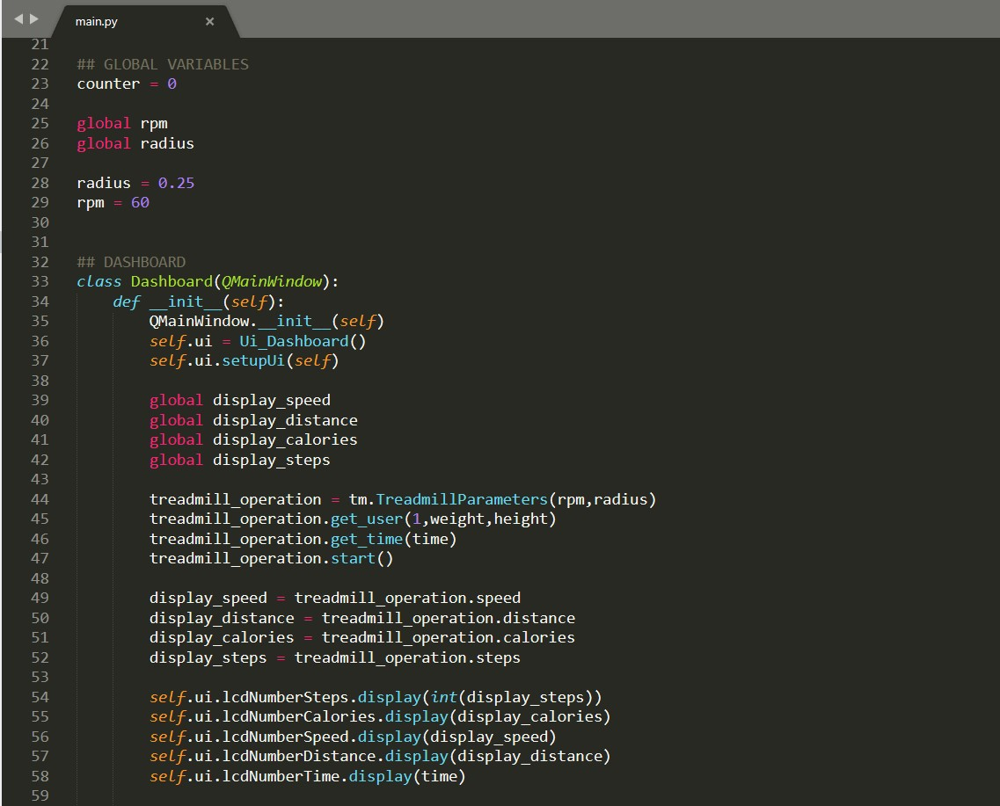 main.py
21
22 ## GLOBAL VARIABLES
23 counter = 0
24
25 global rpm
26 global radius
27
28 radius = 0.25
29 rpm = 60
30
31
32 ## DASHBOARD
33 class Dashboard(QMainWindow):
34     def __init__(self):
35         QMainWindow.__init__(self)
36         self.ui = Ui_Dashboard()
37         self.ui.setupUi(self)
38
39         global display_speed
40         global display_distance
41         global display_calories
42         global display_steps
43
44         treadmill_operation = tm.TreadmillParameters(rpm,radius)
45         treadmill_operation.get_user(1,weight,height)
46         treadmill_operation.get_time(time)
47         treadmill_operation.start()
48
49         display_speed = treadmill_operation.speed
50         display_distance = treadmill_operation.distance
51         display_calories = treadmill_operation.calories
52         display_steps = treadmill_operation.steps
53
54         self.ui.lcdNumberSteps.display(int(display_steps))
55         self.ui.lcdNumberCalories.display(display_calories)
56         self.ui.lcdNumberSpeed.display(display_speed)
57         self.ui.lcdNumberDistance.display(display_distance)
58         self.ui.lcdNumberTime.display(time)
59